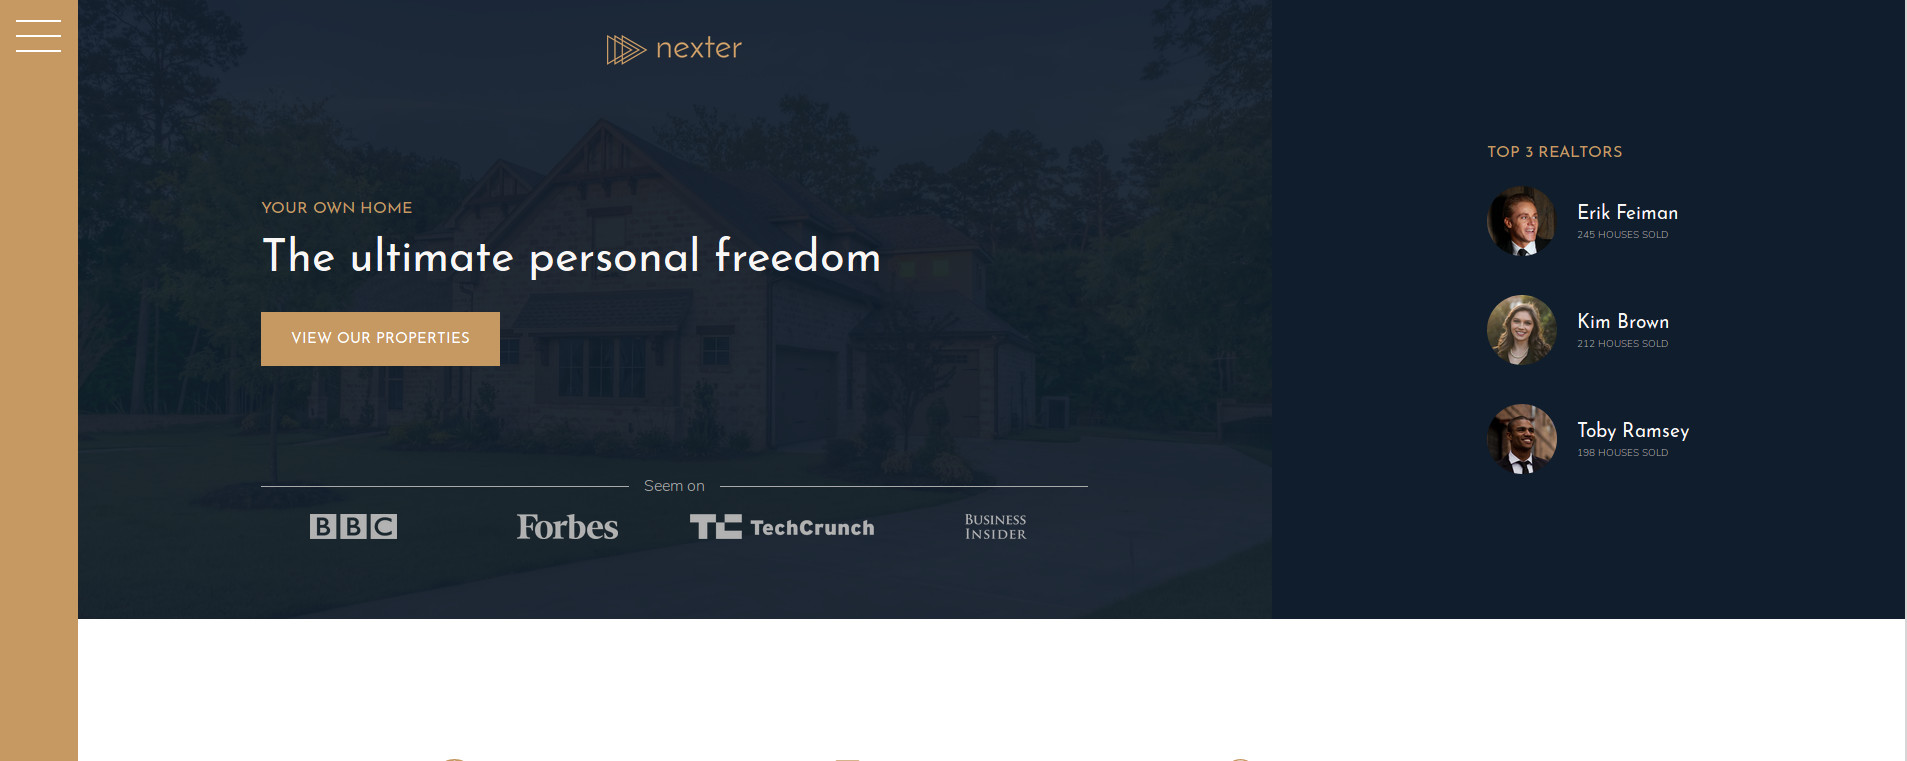 nexter
YOUR OWN HOME
The ultimate personal freedom
VIEW OUR PROPERTIES
Seem on
BBC
Forbes
TC TechCrunch
BUSINESS
INSIDER
TOP 3 REALTORS
Erik Feiman
245 HOUSES SOLD
Kim Brown
212 HOUSES SOLD
Toby Ramsey
198 HOUSES SOLD